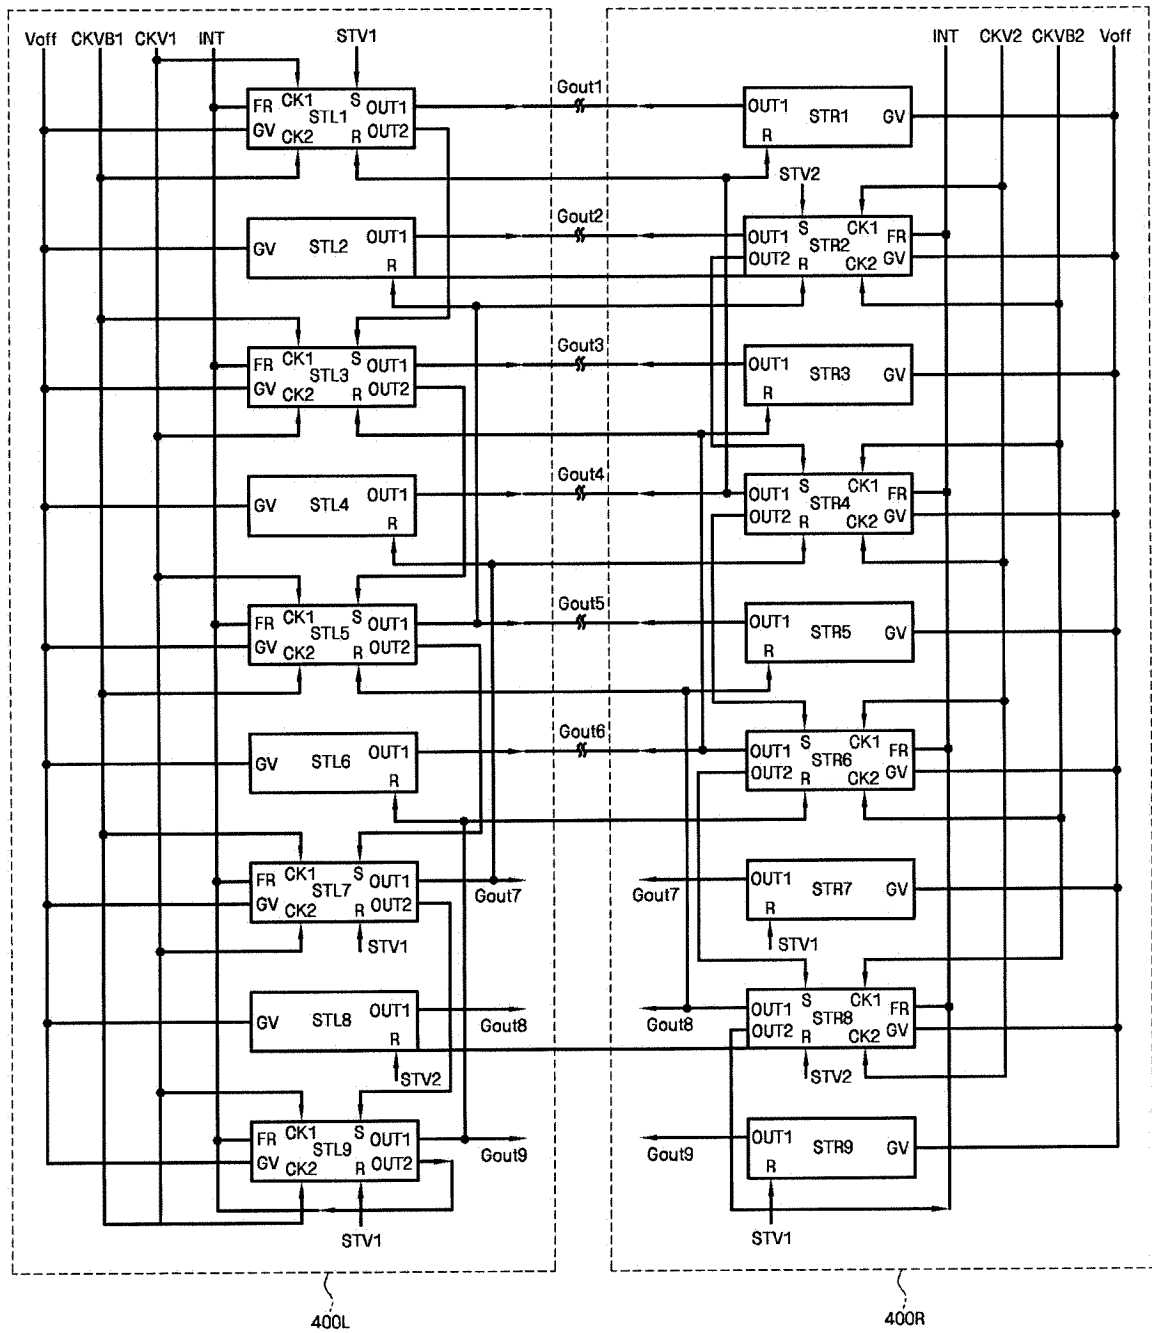 Voff CKVB1 CKV1 INT STV1
INT CKV2 CKVB2 Voff
FR CK1 S OUT1
STL1
GV CK2 R OUT2
Gout1
OUT1 STR1 GV
R
STV2
GV STL2 OUT1
R
Gout2
OUT1 S CK1 FR
STR2
OUT2 R CK2 GV
FR CK1 S OUT1
STL3
GV CK2 R OUT2
Gout3
OUT1 STR3 GV
R
GV STL4 OUT1
R
Gout4
OUT1 S CK1 FR
STR4
OUT2 R CK2 GV
FR CK1 S OUT1
STL5
GV CK2 R OUT2
Gout5
OUT1 STR5 GV
R
GV STL6 OUT1
R
Gout6
OUT1 S CK1 FR
STR6
OUT2 R CK2 GV
FR CK1 S OUT1
STL7
GV CK2 R OUT2
Gout7
STV1
Gout7
OUT1 STR7 GV
R
STV1
GV STL8 OUT1
R
Gout8
STV2
Gout8
OUT1 S CK1 FR
STR8
OUT2 R CK2 GV
STV2
FR CK1 S OUT1
STL9
GV CK2 R OUT2
Gout9
STV1
Gout9
OUT1 STR9 GV
R
STV1
400L
400R